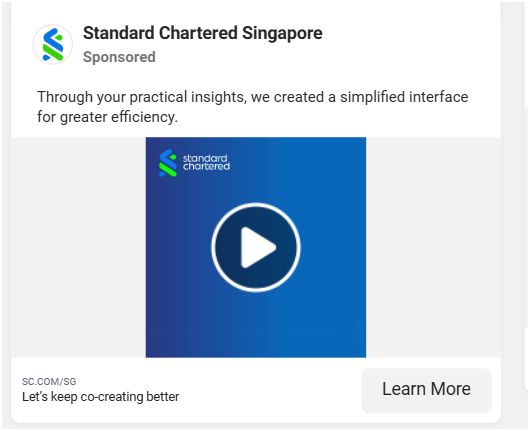 Standard Chartered Singapore
Sponsored
Through your practical insights, we created a simplified interface
for greater efficiency.
standard
chartered
SC.COM/SG
Let's keep co-creating better
Learn More